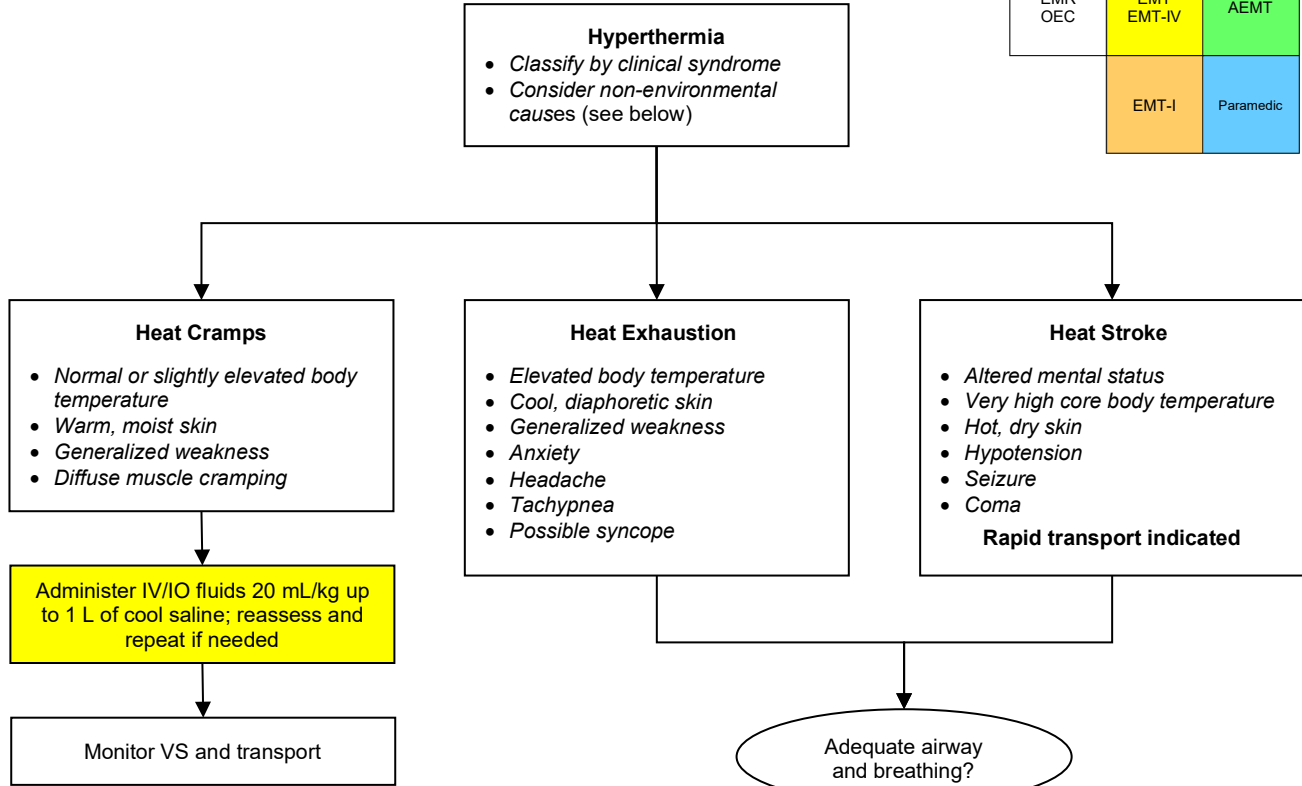 EMR
OEC
EMT
EMT-IV
AEMT
EMT-I
Paramedic
Hyperthermia
• Classify by clinical syndrome
• Consider non-environmental
causes (see below)
Heat Cramps
• Normal or slightly elevated body
temperature
• Warm, moist skin
• Generalized weakness
• Diffuse muscle cramping
Heat Exhaustion
• Elevated body temperature
• Cool, diaphoretic skin
• Generalized weakness
• Anxiety
• Headache
• Tachypnea
• Possible syncope
Heat Stroke
• Altered mental status
• Very high core body temperature
• Hot, dry skin
• Hypotension
• Seizure
• Coma
Rapid transport indicated
Administer IV/IO fluids 20 mL/kg up
to 1 L of cool saline; reassess and
repeat if needed
Monitor VS and transport
Adequate airway
and breathing?